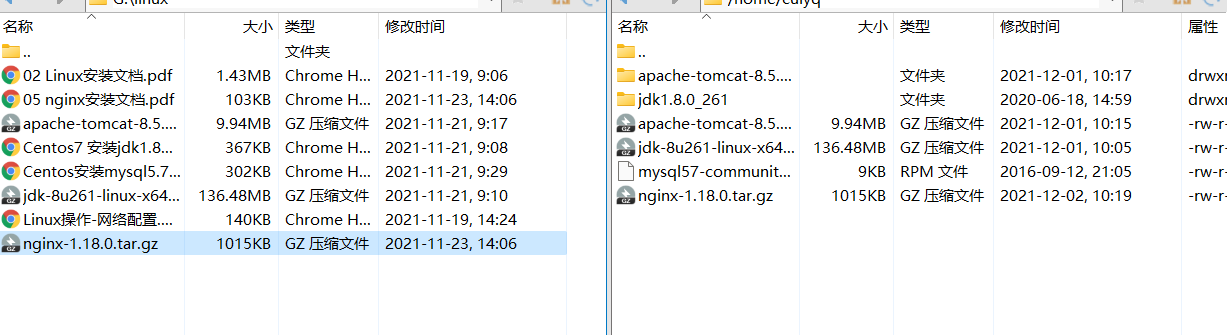 G:\linux
名称 大小 类型 修改时间
.. 文件夹
02 Linux安装文档.pdf 1.43MB Chrome H... 2021-11-19, 9:06
05 nginx安装文档.pdf 103KB Chrome H... 2021-11-23, 14:06
apache-tomcat-8.5.... 9.94MB GZ 压缩文件 2021-11-21, 9:17
Centos7 安装jdk1.8... 367KB Chrome H... 2021-11-21, 9:08
Centos安装mysql5.7... 302KB Chrome H... 2021-11-21, 9:29
jdk-8u261-linux-x64... 136.48MB GZ 压缩文件 2021-11-21, 9:10
Linux操作-网络配置.... 140KB Chrome H... 2021-11-19, 14:24
nginx-1.18.0.tar.gz 1015KB GZ 压缩文件 2021-11-23, 14:06
/home/cuiyq
名称 大小 类型 修改时间 属性
..
apache-tomcat-8.5.... 文件夹 2021-12-01, 10:17 drwxr
jdk1.8.0_261 文件夹 2020-06-18, 14:59 drwxr
apache-tomcat-8.5.... 9.94MB GZ 压缩文件 2021-12-01, 10:15 -rw-r-
jdk-8u261-linux-x64... 136.48MB GZ 压缩文件 2021-12-01, 10:05 -rw-r-
mysql57-communit... 9KB RPM 文件 2016-09-12, 21:05 -rw-r-
nginx-1.18.0.tar.gz 1015KB GZ 压缩文件 2021-12-02, 10:19 -rw-r-